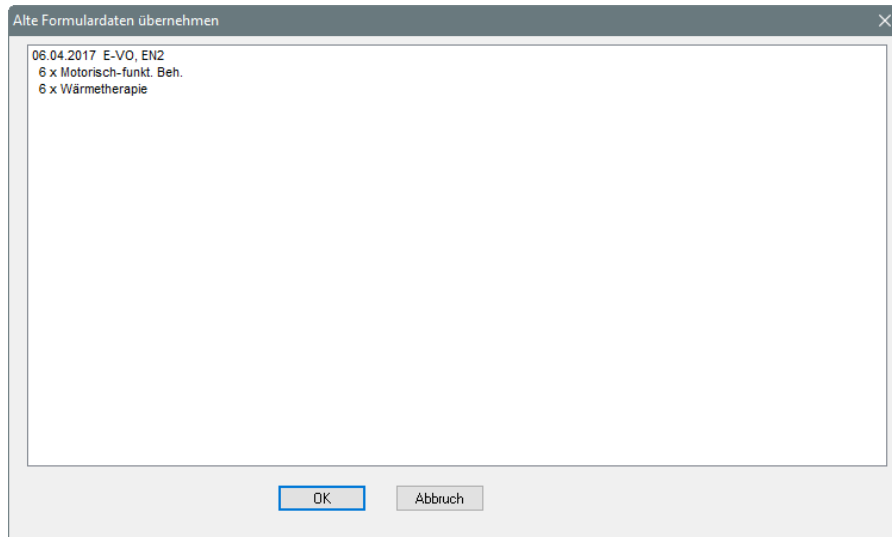 Alte Formulardaten übernehmen
06.04.2017 E-VO, EN2
6 x Motorisch-funkt. Beh.
6 x Wärmetherapie
OK
Abbruch